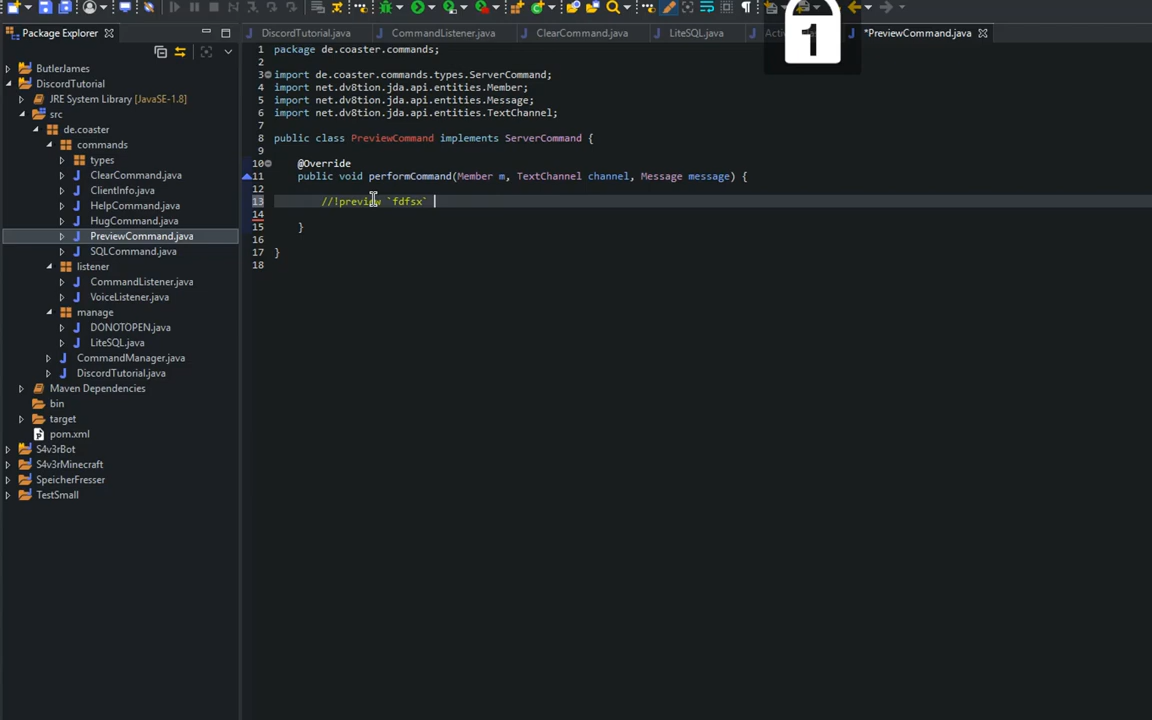 1
Package Explorer
DiscordTutorial.java
CommandListener.java
ClearCommand.java
LiteSQL.java
*PreviewCommand.java
ButlerJames
DiscordTutorial
JRE System Library [JavaSE-1.8]
src
de.coaster
commands
types
ClearCommand.java
ClientInfo.java
HelpCommand.java
HugCommand.java
PreviewCommand.java
SQLCommand.java
listener
CommandListener.java
VoiceListener.java
manage
DONOTOPEN.java
LiteSQL.java
CommandManager.java
DiscordTutorial.java
Maven Dependencies
bin
target
pom.xml
S4v3rBot
S4v3rMinecraft
SpeicherFresser
TestSmall
1 package de.coaster.commands;
2
3 import de.coaster.commands.types.ServerCommand;
4 import net.dv8tion.jda.api.entities.Member;
5 import net.dv8tion.jda.api.entities.Message;
6 import net.dv8tion.jda.api.entities.TextChannel;
7
8 public class PreviewCommand implements ServerCommand {
9
10 @Override
11 public void performCommand(Member m, TextChannel channel, Message message) {
12
13 //!preview `fdfsx`
14
15 }
16
17 }
18